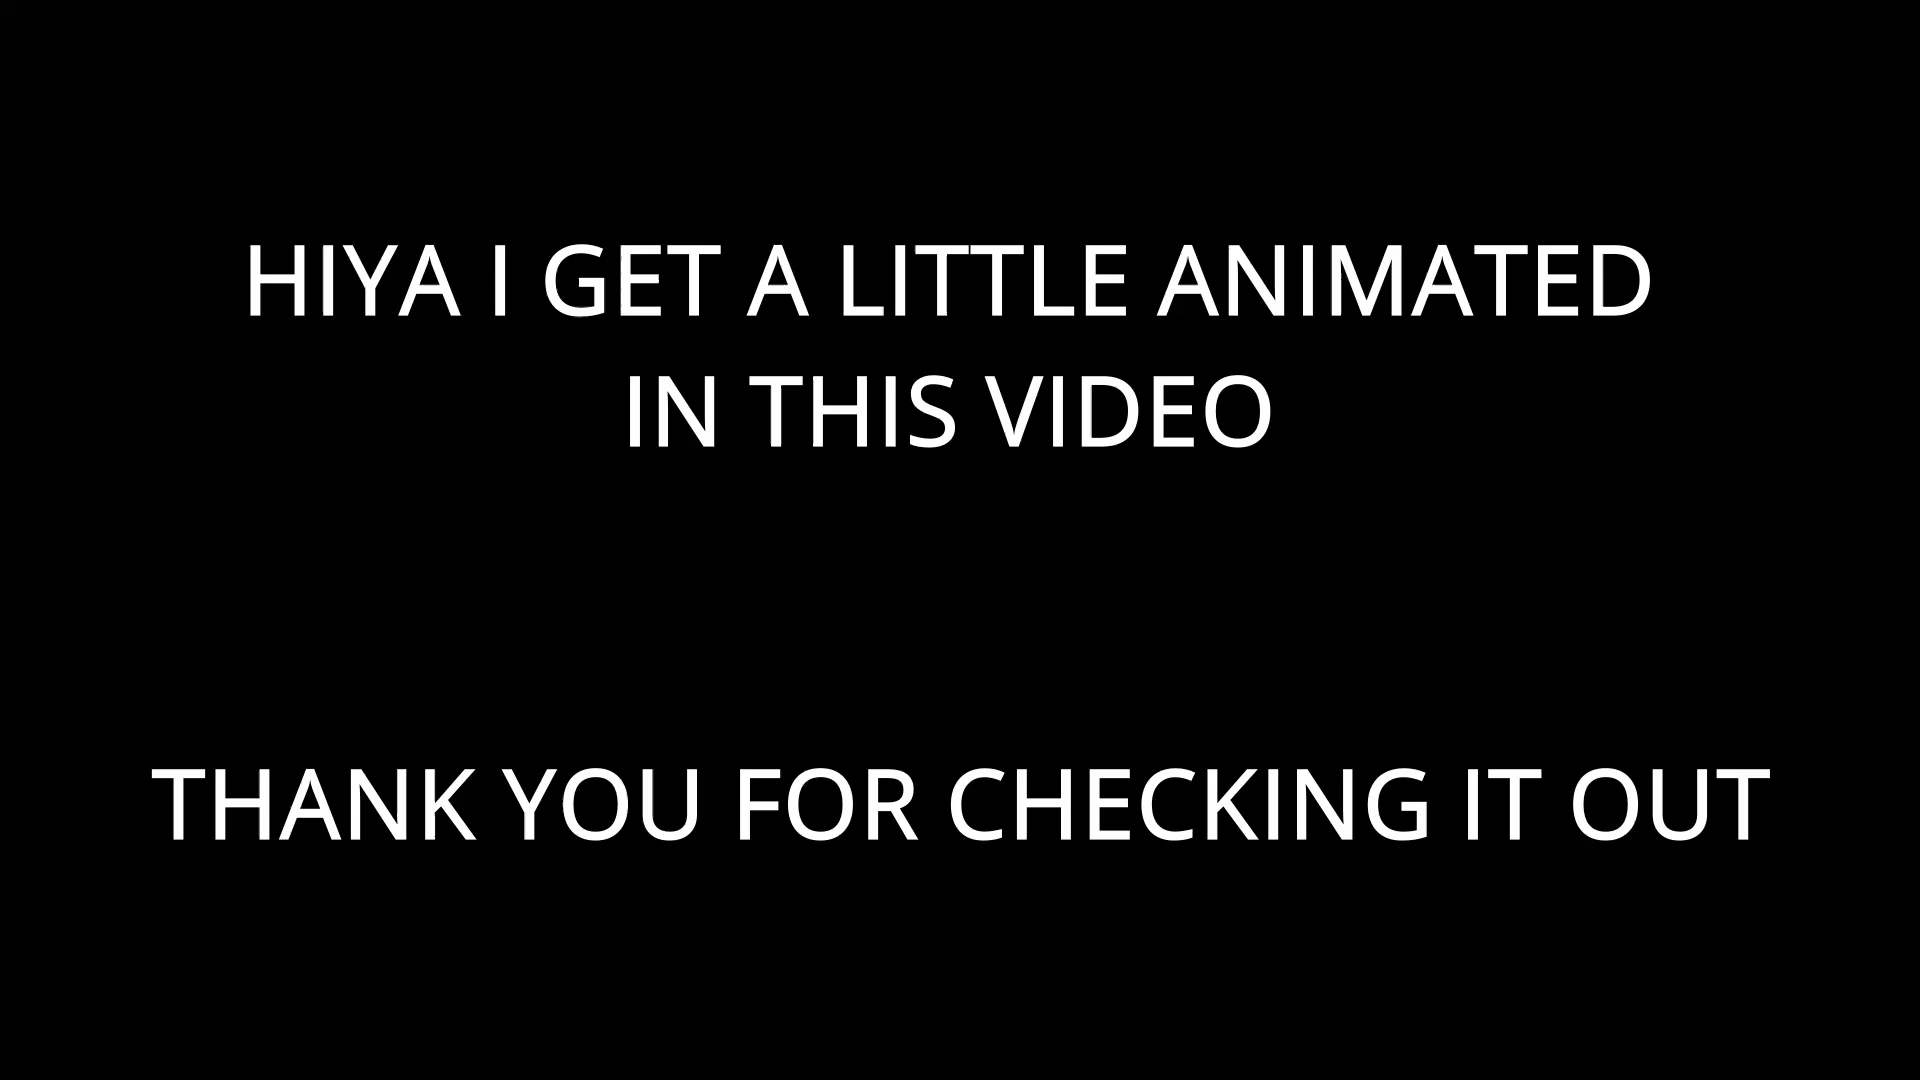 HIYA I GET A LITTLE ANIMATED
IN THIS VIDEO
THANK YOU FOR CHECKING IT OUT